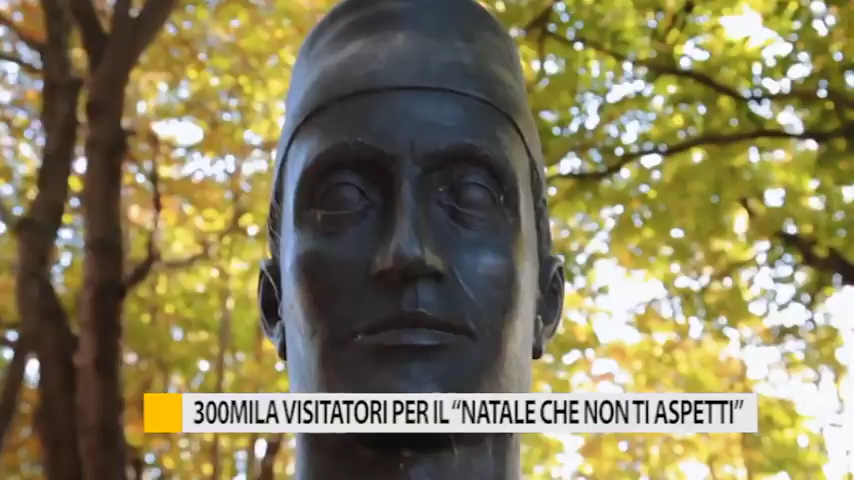 300MILA VISITATORI PER IL “NATALE CHE NON TI ASPETTI”